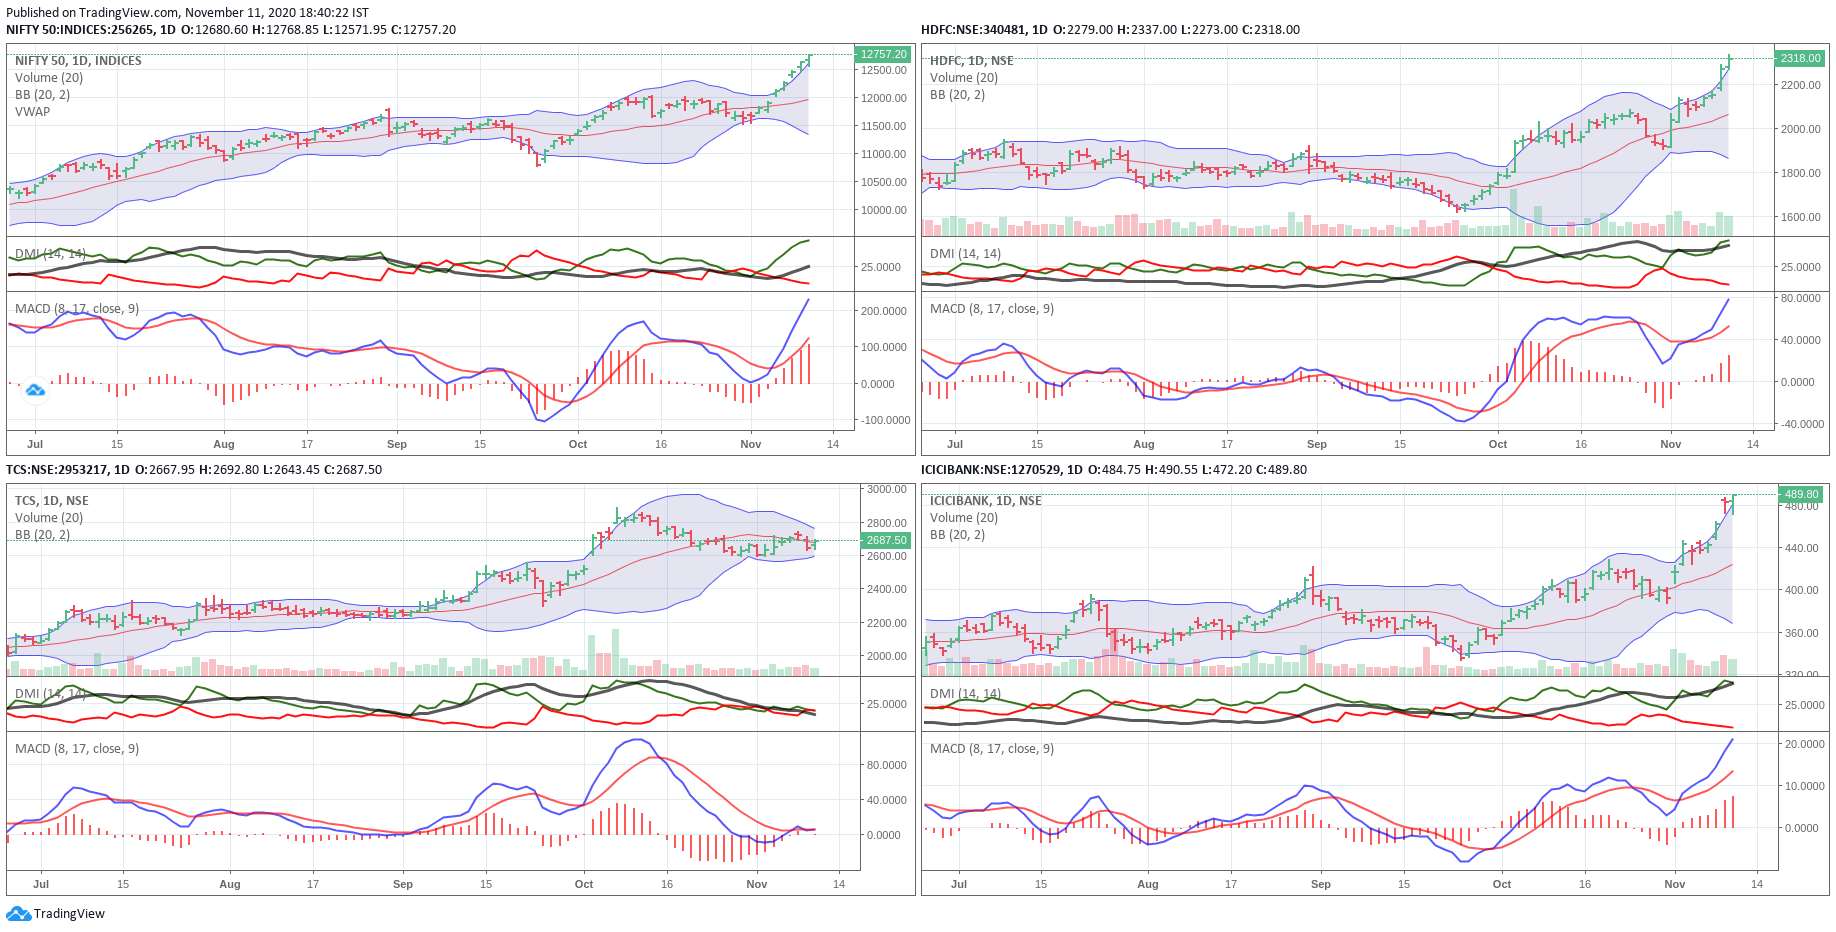 Published on TradingView.com, November 11, 2020 18:40:22 IST
NIFTY 50:INDICES:256265, 1D O:12680.60 H:12768.85 L:12571.95 C:12757.20
NIFTY 50, 1D, INDICES
Volume (20)
BB (20, 2)
VWAP
12757.20
12500.00
12000.00
11500.00
11000.00
10500.00
10000.00
DMI (14, 14)
25.0000
MACD (8, 17, close, 9)
200.0000
100.0000
0.0000
-100.0000
Jul 15 Aug 17 Sep 15 Oct 16 Nov 14
HDFC:NSE:340481, 1D O:2279.00 H:2337.00 L:2273.00 C:2318.00
HDFC, 1D, NSE
Volume (20)
BB (20, 2)
2318.00
2200.00
2000.00
1800.00
1600.00
DMI (14, 14)
25.0000
MACD (8, 17, close, 9)
80.0000
40.0000
0.0000
-40.0000
Jul 15 Aug 17 Sep 15 Oct 16 Nov 14
TCS:NSE:2953217, 1D O:2667.95 H:2692.80 L:2643.45 C:2687.50
TCS, 1D, NSE
Volume (20)
BB (20, 2)
3000.00
2800.00
2687.50
2600.00
2400.00
2200.00
2000.00
DMI (14, 14)
25.0000
MACD (8, 17, close, 9)
80.0000
40.0000
0.0000
Jul 15 Aug 17 Sep 15 Oct 16 Nov 14
ICICIBANK:NSE:1270529, 1D O:484.75 H:490.55 L:472.20 C:489.80
ICICIBANK, 1D, NSE
Volume (20)
BB (20, 2)
489.80
480.00
440.00
400.00
360.00
320.00
DMI (14, 14)
25.0000
MACD (8, 17, close, 9)
20.0000
10.0000
0.0000
Jul 15 Aug 17 Sep 15 Oct 16 Nov 14
TradingView